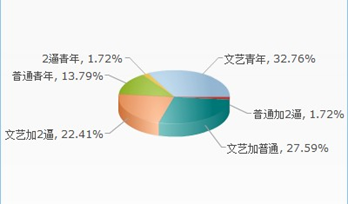 2逼青年, 1.72%
文艺青年, 32.76%
普通青年, 13.79%
普通加2逼, 1.72%
文艺加2逼, 22.41%
文艺加普通, 27.59%